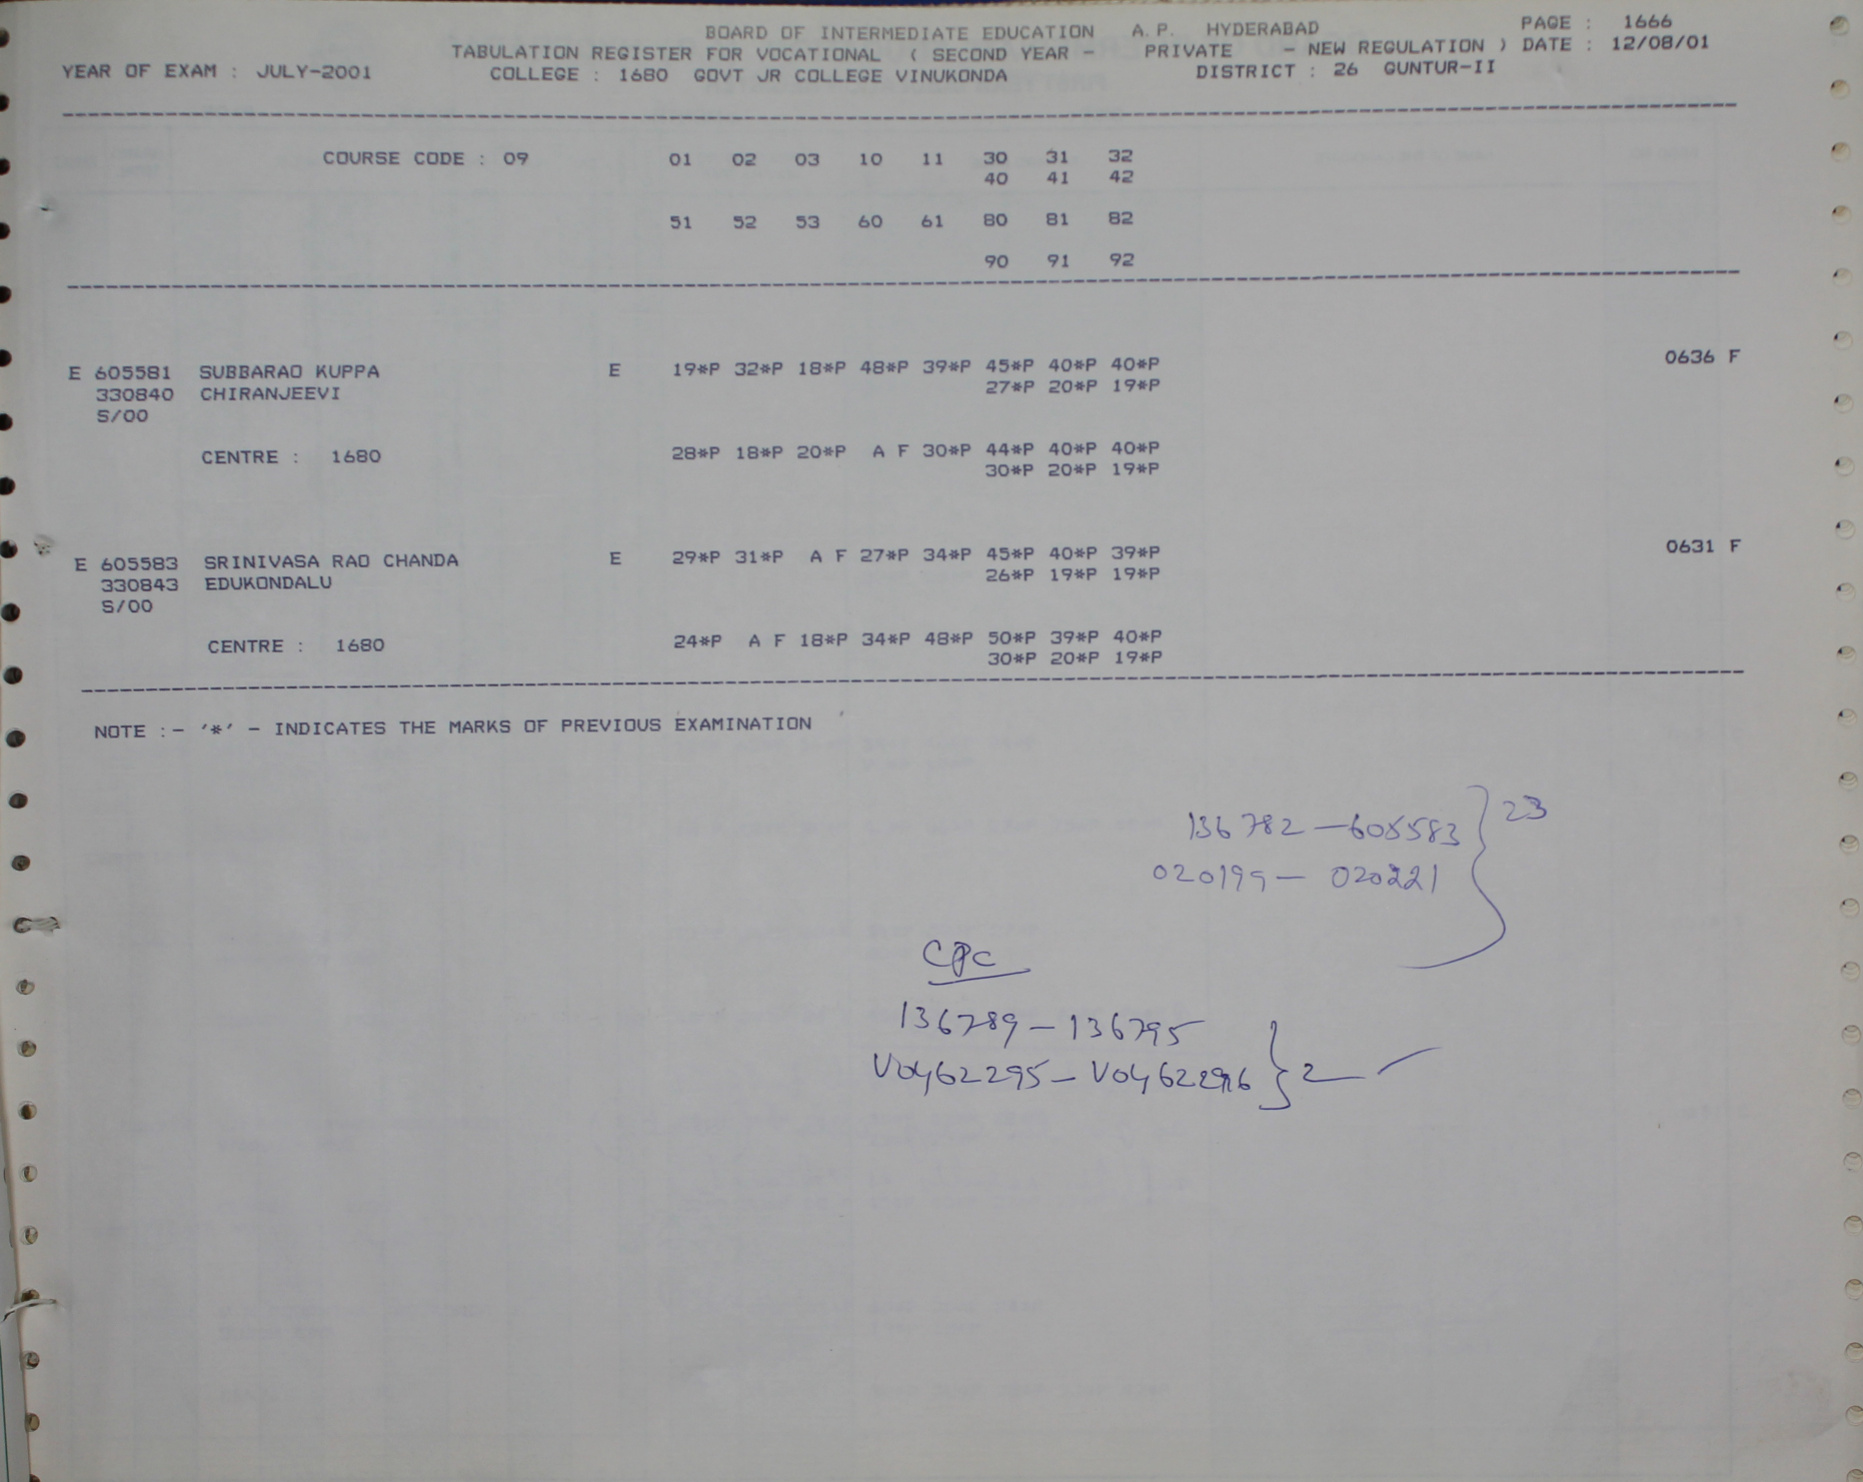 BOARD OF INTERMEDIATE EDUCATION A.P. HYDERABAD PAGE : 1666
TABULATION REGISTER FOR VOCATIONAL ( SECOND YEAR - PRIVATE - NEW REGULATION ) DATE : 12/08/01
YEAR OF EXAM : JULY-2001 COLLEGE : 1680 GOVT JR COLLEGE VINUKONDA DISTRICT : 26 GUNTUR-II
COURSE CODE : 09 01 02 03 10 11 30 31 32
40 41 42
51 52 53 60 61 80 81 82
90 91 92
E 605581 SUBBARAO KUPPA E 19*P 32*P 18*P 48*P 39*P 45*P 40*P 40*P 0636 F
330840 CHIRANJEEVI 27*P 20*P 19*P
S/00
CENTRE : 1680 28*P 18*P 20*P A F 30*P 44*P 40*P 40*P
30*P 20*P 19*P
E 605583 SRINIVASA RAO CHANDA E 29*P 31*P A F 27*P 34*P 45*P 40*P 39*P 0631 F
330843 EDUKONDALU 26*P 19*P 19*P
S/00
CENTRE : 1680 24*P A F 18*P 34*P 48*P 50*P 39*P 40*P
30*P 20*P 19*P
NOTE :- '*' - INDICATES THE MARKS OF PREVIOUS EXAMINATION
136782 - 605583 } 23
020199 - 020221
CPC
136789 - 136795
V0462295 - V0462296 } 2